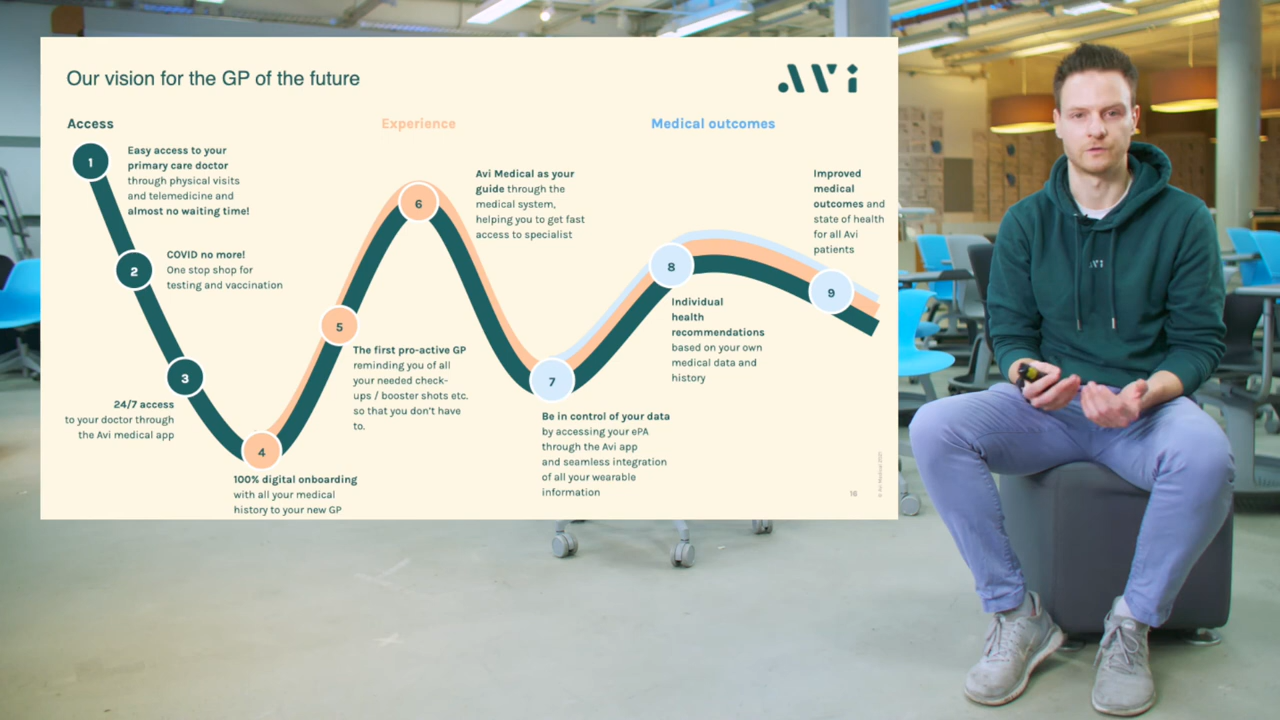 Our vision for the GP of the future
AVi
Access
Experience
Medical outcomes
1
Easy access to your
primary care doctor
through physical visits
and telemedicine and
almost no waiting time!
2
COVID no more!
One stop shop for
testing and vaccination
3
24/7 access
to your doctor through
the Avi medical app
4
100% digital onboarding
with all your medical
history to your new GP
5
The first pro-active GP
reminding you of all
your needed check-
ups / booster shots etc.
so that you don't have
to.
6
Avi Medical as your
guide through the
medical system,
helping you to get fast
access to specialist
7
Be in control of your data
by accessing your ePA
through the Avi app
and seamless integration
of all your wearable
information
8
Individual
health
recommendations
based on your own
medical data and
history
9
Improved
medical
outcomes and
state of health
for all Avi
patients
16
© Avi Medical 2021
AVi